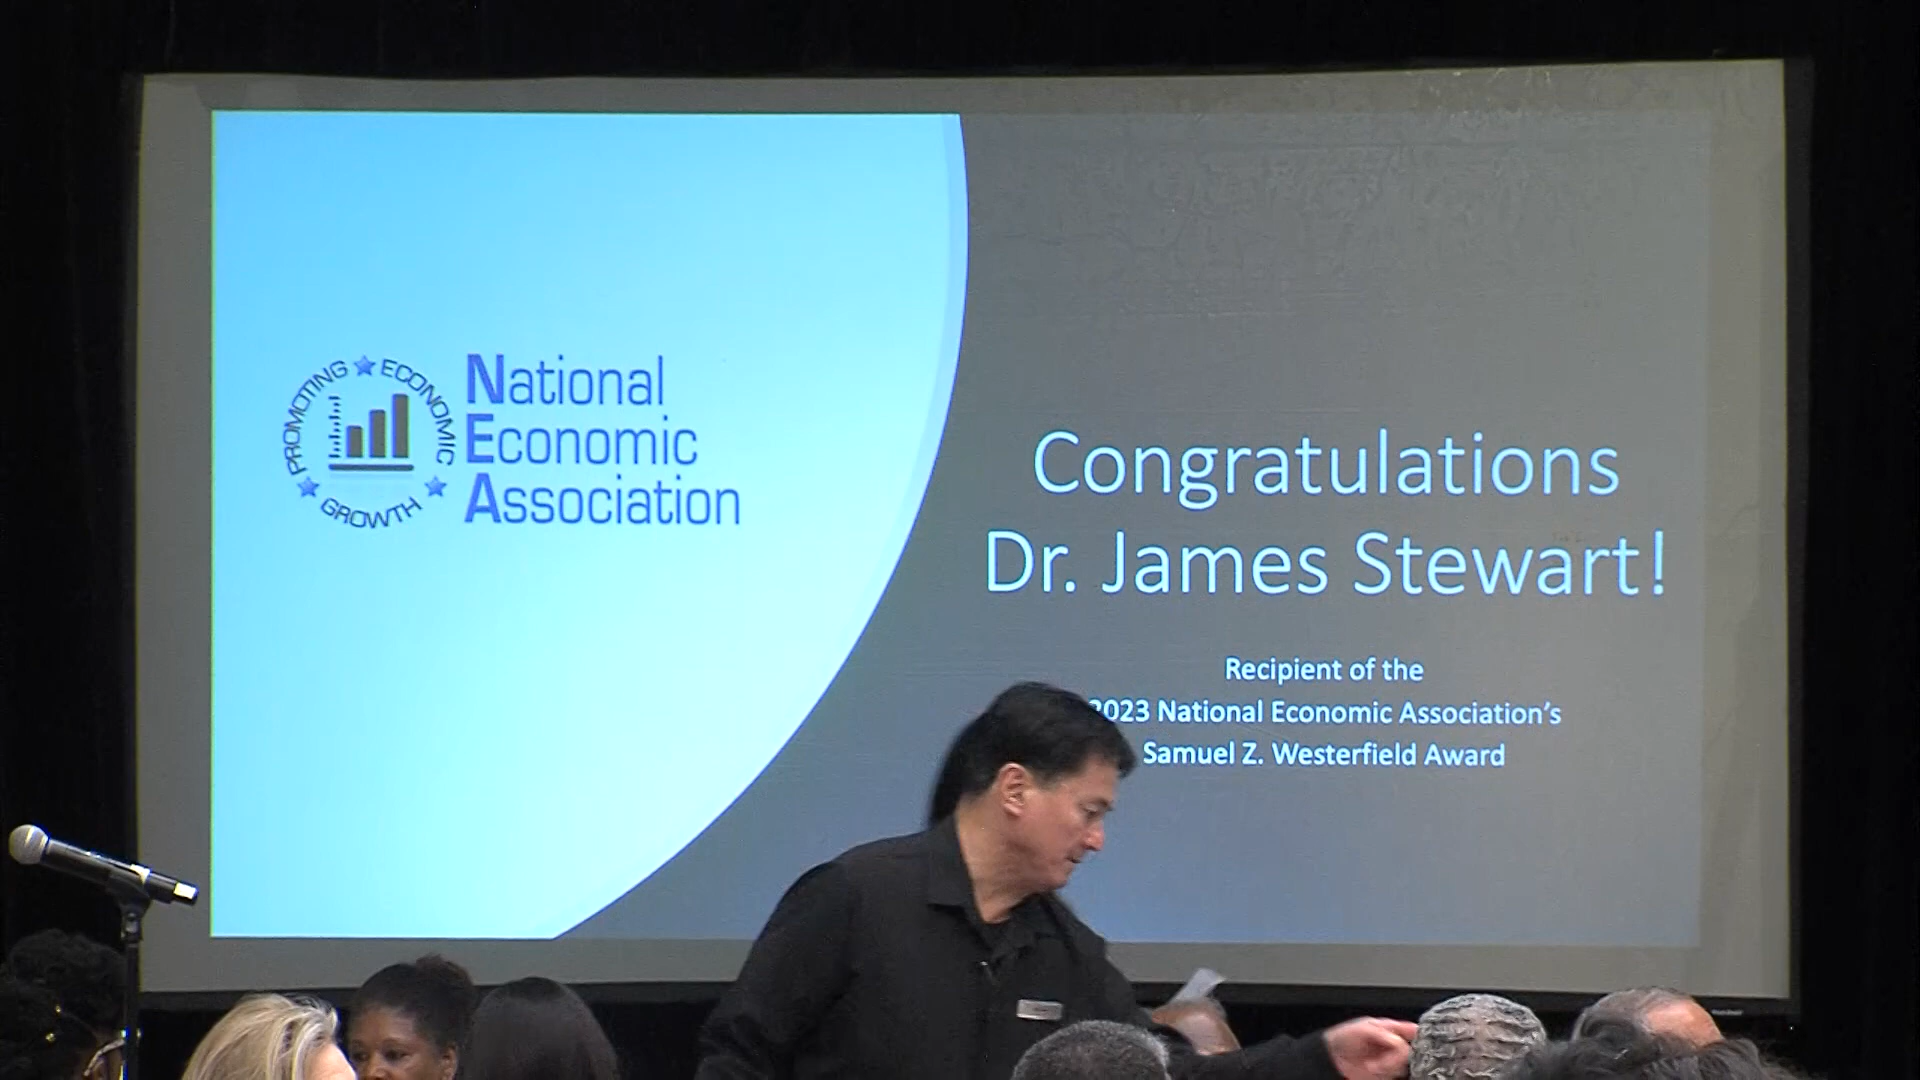 PROMOTING ECONOMIC GROWTH
National
Economic
Association
Congratulations
Dr. James Stewart!
Recipient of the
2023 National Economic Association’s
Samuel Z. Westerfield Award